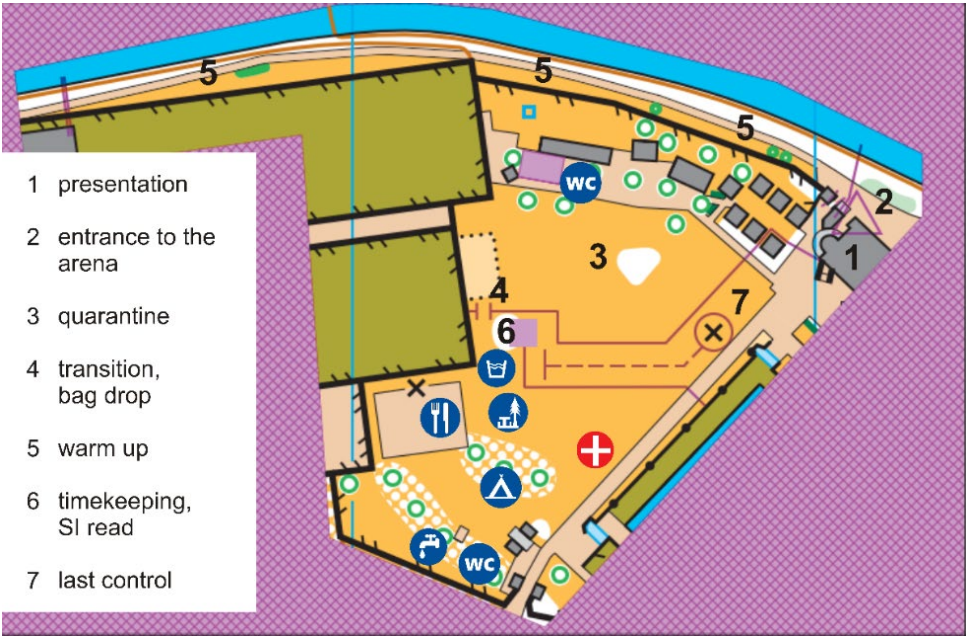 5
5
5
WC
2
3
1
4
7
6
WC
1 presentation
2 entrance to the
arena
3 quarantine
4 transition,
bag drop
5 warm up
6 timekeeping,
SI read
7 last control